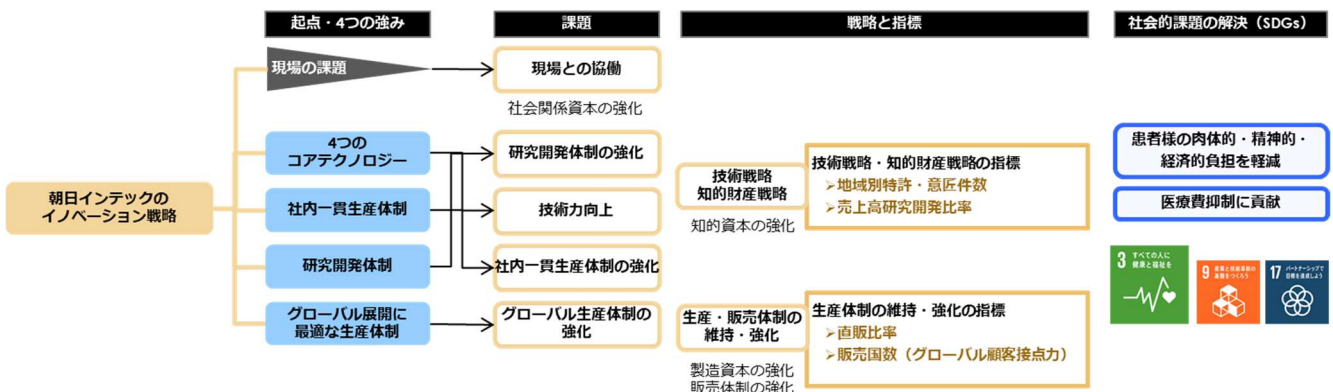 起点・4つの強み
課題
戦略と指標
社会的課題の解決（SDGs）
朝日インテックの
イノベーション戦略
現場の課題
4つの
コアテクノロジー
社内一貫生産体制
研究開発体制
グローバル展開に
最適な生産体制
現場との協働
社会関係資本の強化
研究開発体制の強化
技術力向上
社内一貫生産体制の強化
グローバル生産体制の
強化
技術戦略
知的財産戦略
知的資本の強化
技術戦略・知的財産戦略の指標
➢地域別特許・意匠件数
➢売上高研究開発比率
生産・販売体制の
維持・強化
製造資本の強化
販売体制の強化
生産体制の維持・強化の指標
➢直販比率
➢販売国数（グローバル顧客接点力）
患者様の肉体的・精神的・
経済的負担を軽減
医療費抑制に貢献
3 すべての人に
健康と福祉を
9 産業と技術革新の
基盤をつくろう
17 パートナーシップで
目標を達成しよう